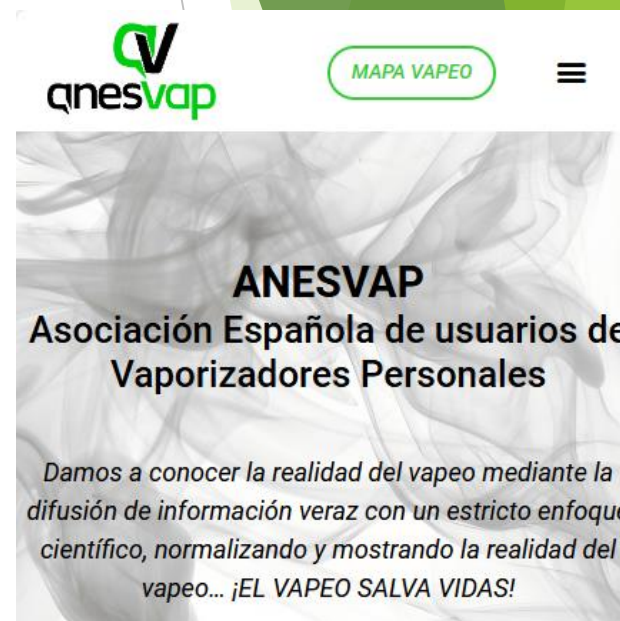 anesvap
MAPA VAPEO
ANESVAP
Asociación Española de usuarios de
Vaporizadores Personales
Damos a conocer la realidad del vapeo mediante la
difusión de información veraz con un estricto enfoque
científico, normalizando y mostrando la realidad del
vapeo... ¡EL VAPEO SALVA VIDAS!